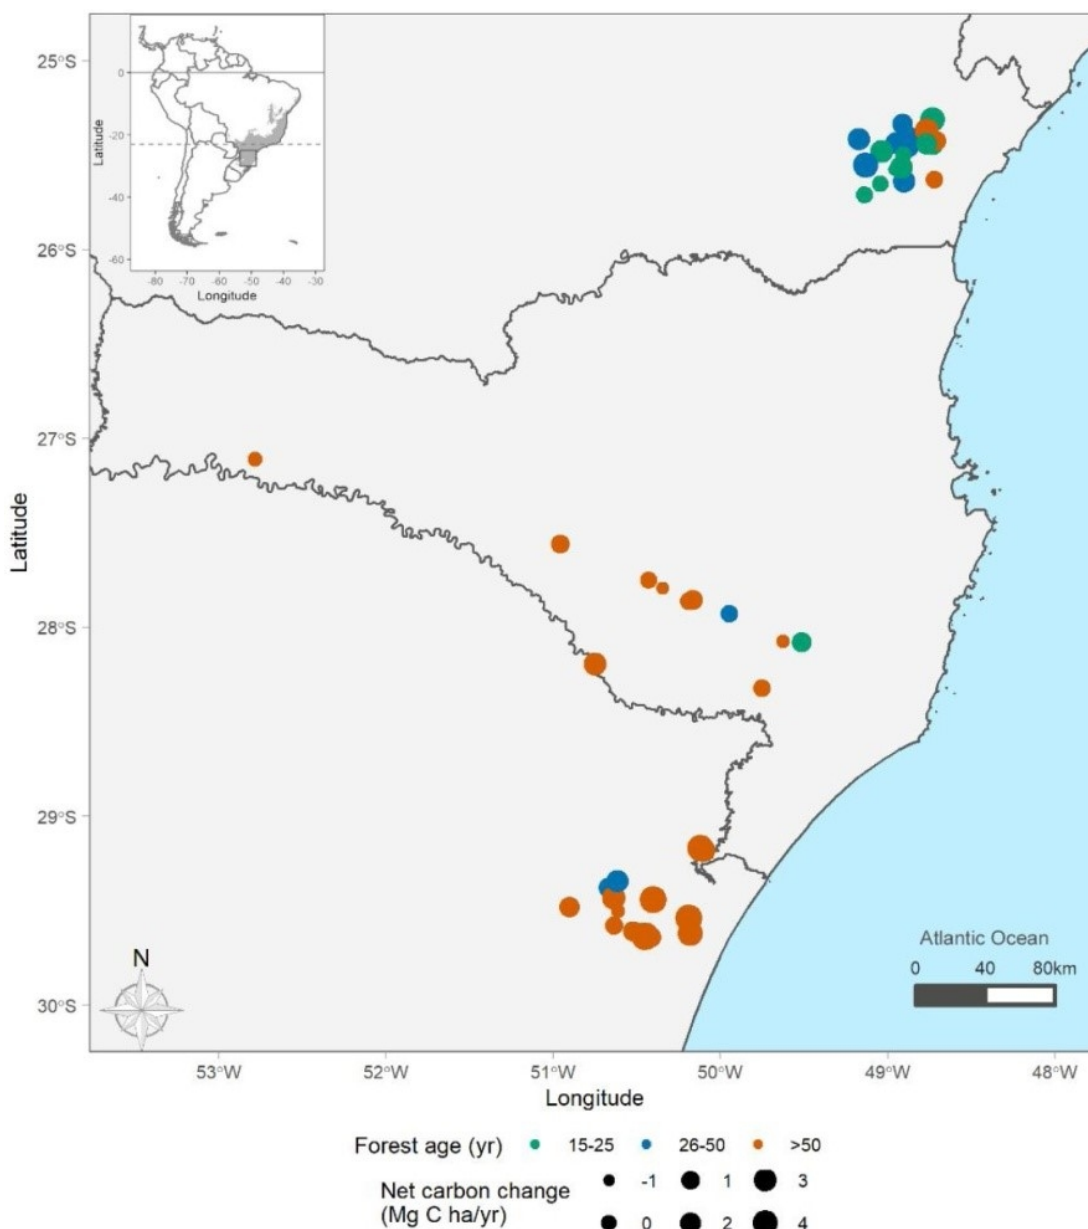 25°S
26°S
27°S
28°S
29°S
30°S
Latitude
0
-20
-40
-60
Latitude
-80 -70 -60 -50 -40 -30
Longitude
N
Atlantic Ocean
0 40 80km
53°W 52°W 51°W 50°W 49°W 48°W
Longitude
Forest age (yr) 15-25 26-50 >50
Net carbon change
(Mg C ha/yr)
-1 1 3
0 2 4